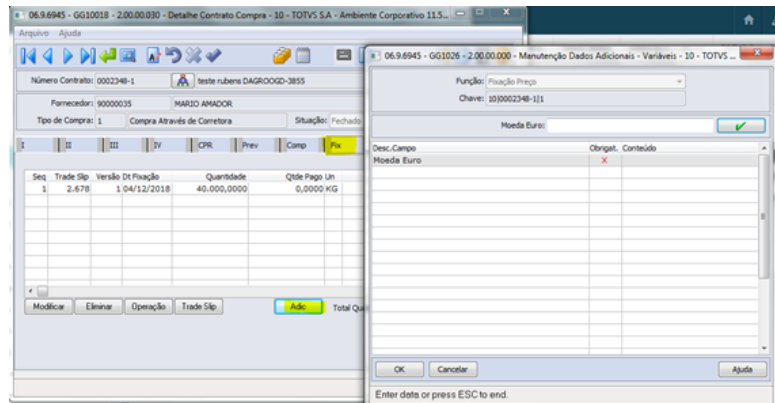 06.9.6945 - GG10018 - 2.00.00.030 - Detalhe Contrato Compra - 10 - TOTVS S.A - Ambiente Corporativo 11.5...
Arquivo Ajuda
Número Contrato: 0002348-1 teste rubens DAGROOGD-3855
Fornecedor: 90000035 MARIO AMADOR
Tipo de Compra: 1 Compra Através de Corretora Situação: Fechado
I II III IV CPR Prev Comp Fix
Seq Trade Slip Versão Dt Fixação Quantidade Qtde Pago Un
1 2.678 1 04/12/2018 40.000,0000 0,0000 KG
Modificar Eliminar Operação Trade Slip Adic Total Qua
06.9.6945 - GG1026 - 2.00.00.000 - Manutenção Dados Adicionais - Variáveis - 10 - TOTVS ...
Função: Fixação Preço
Chave: 10|0002348-1|1
Moeda Euro:
Desc.Campo Obrigat. Conteúdo
Moeda Euro X
OK Cancelar Ajuda
Enter data or press ESC to end.